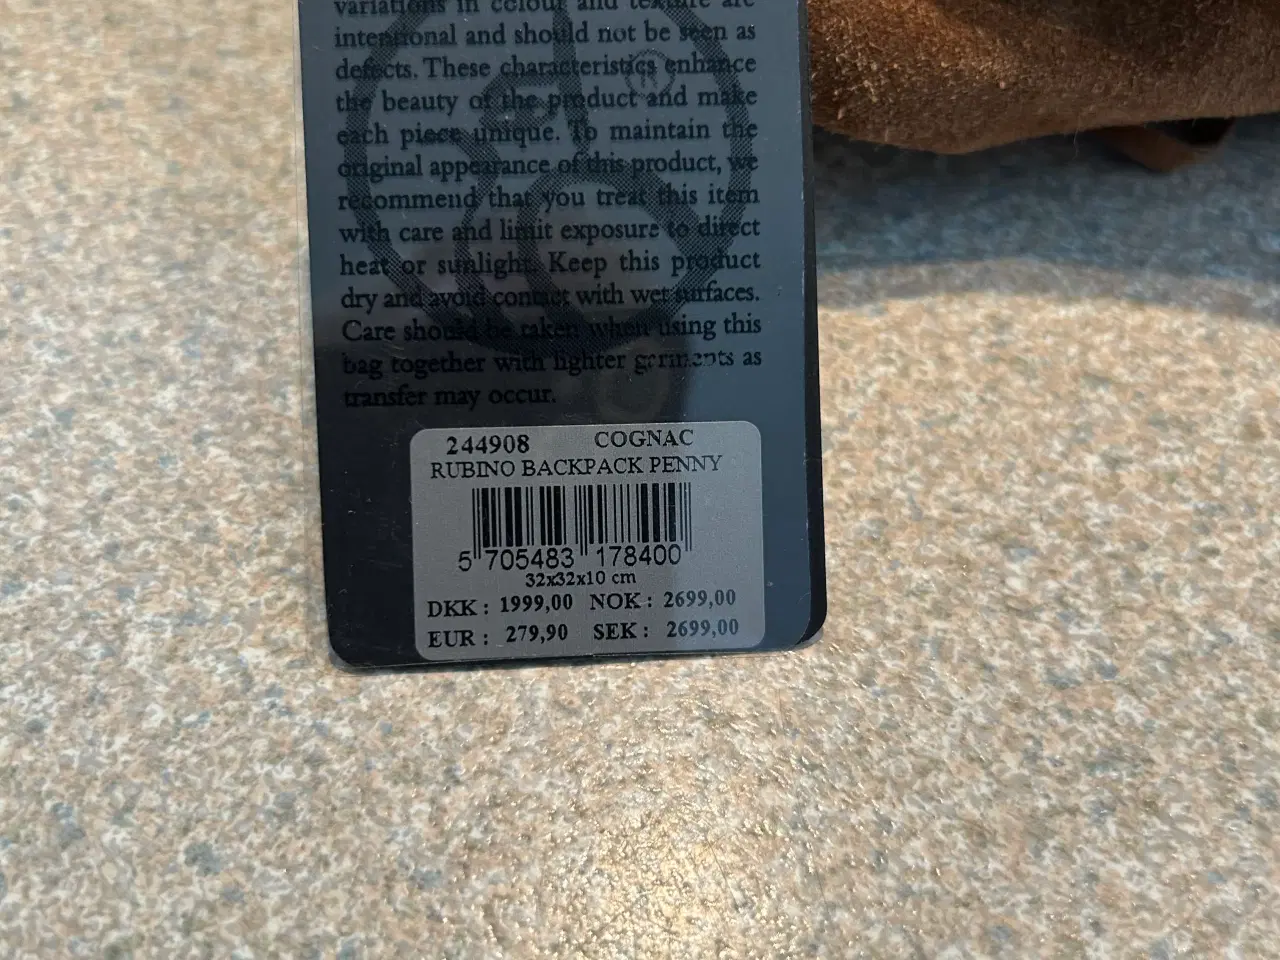 variations in colour and texture are
intentional and should not be seen as
defects. These characteristics enhance
the beauty of the product and make
each piece unique. To maintain the
original appearance of this product, we
recommend that you treat this item
with care and limit exposure to direct
heat or sunlight. Keep this product
dry and avoid contact with wet surfaces.
Care should be taken when using this
bag together with lighter garments as
transfer may occur.
244908 COGNAC
RUBINO BACKPACK PENNY
5 705483 178400
32x32x10 cm
DKK : 1999,00 NOK : 2699,00
EUR : 279,90 SEK : 2699,00